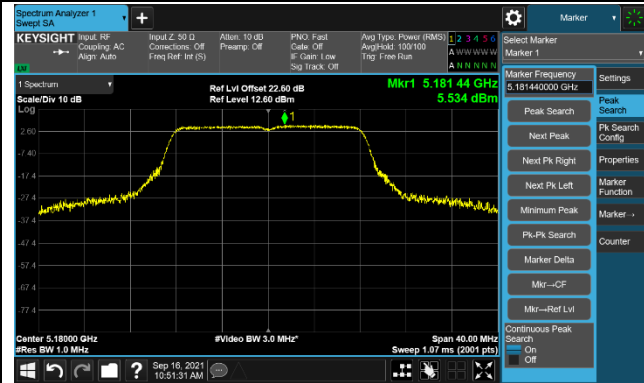 Spectrum Analyzer 1
Swept SA
+
Marker
KEYSIGHT
Input: RF
Coupling: AC
Align: Auto
Input Z: 50 Ω
Corrections: Off
Freq Ref: Int (S)
Atten: 10 dB
Preamp: Off
PNO: Fast
Gate: Off
IF Gain: Low
Sig Track: Off
Avg Type: Power (RMS)
Avg|Hold: 100/100
Trig: Free Run
1 2 3 4 5 6
A W W W W W
A N N N N N
Select Marker
Marker 1
1 Spectrum
Scale/Div 10 dB
Log
Ref Lvl Offset 22.60 dB
Ref Level 12.60 dBm
Mkr1 5.181 44 GHz
5.534 dBm
1
2.60
-7.40
-17.4
-27.4
-37.4
-47.4
-57.4
-67.4
-77.4
Center 5.18000 GHz
#Res BW 1.0 MHz
#Video BW 3.0 MHz*
Span 40.00 MHz
Sweep 1.07 ms (2001 pts)
Marker Frequency
5.181440000 GHz
Peak Search
Next Peak
Next Pk Right
Next Pk Left
Minimum Peak
Pk-Pk Search
Marker Delta
Mkr→CF
Mkr→Ref Lvl
Continuous Peak
Search
On
Off
Settings
Peak
Search
Pk Search
Config
Properties
Marker
Function
Marker→
Counter
?
Sep 16, 2021
10:51:31 AM